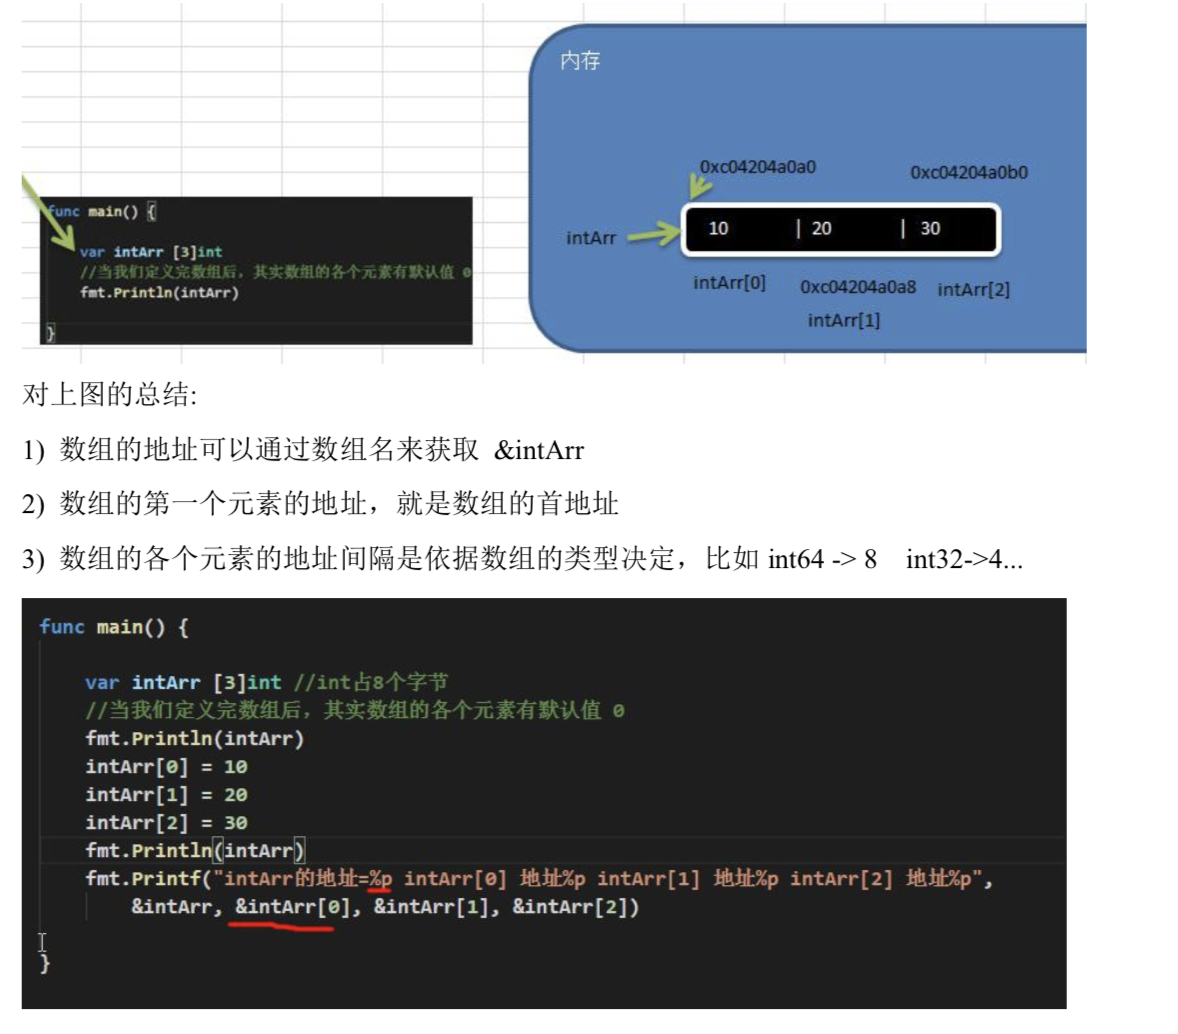 内存
0xc04204a0a0
0xc04204a0b0
func main() {
10 | 20 | 30
intArr
var intArr [3]int
//当我们定义完数组后，其实数组的各个元素有默认值 0
fmt.Println(intArr)
intArr[0]
0xc04204a0a8
intArr[2]
intArr[1]
}
对上图的总结:
1) 数组的地址可以通过数组名来获取 &intArr
2) 数组的第一个元素的地址，就是数组的首地址
3) 数组的各个元素的地址间隔是依据数组的类型决定，比如 int64 -> 8 int32->4...
func main() {
var intArr [3]int //int占8个字节
//当我们定义完数组后，其实数组的各个元素有默认值 0
fmt.Println(intArr)
intArr[0] = 10
intArr[1] = 20
intArr[2] = 30
fmt.Println(intArr)
fmt.Printf("intArr的地址=%p intArr[0] 地址%p intArr[1] 地址%p intArr[2] 地址%p",
&intArr, &intArr[0], &intArr[1], &intArr[2])
}